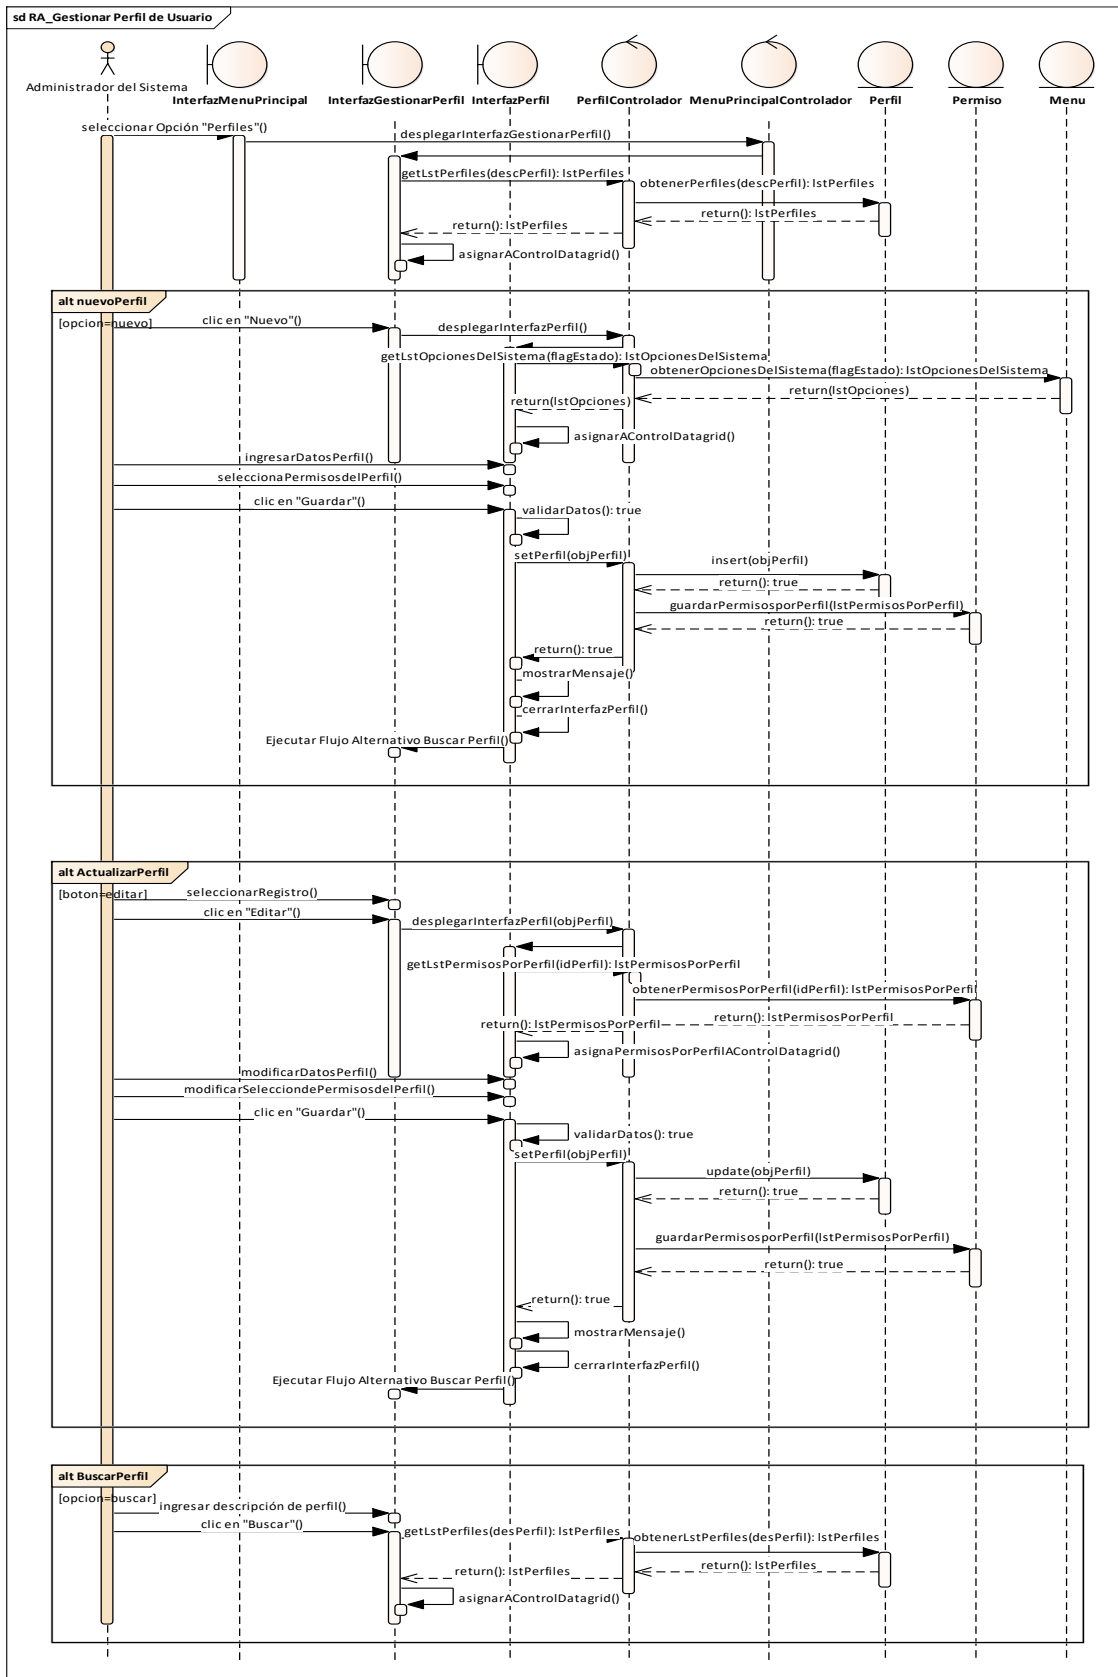 sd RA_Gestionar Perfil de Usuario
Administrador del Sistema
InterfazMenuPrincipal
InterfazGestionarPerfil
InterfazPerfil
PerfilControlador
MenuPrincipalControlador
Perfil
Permiso
Menu
seleccionar Opción "Perfiles"()
desplegarInterfazGestionarPerfil()
getLstPerfiles(descPerfil): lstPerfiles
obtenerPerfiles(descPerfil): lstPerfiles
return(): lstPerfiles
return(): lstPerfiles
asignarAControlDatagrid()
alt nuevoPerfil
[opcion=nuevo]
clic en "Nuevo"()
desplegarInterfazPerfil()
getLstOpcionesDelSistema(flagEstado): lstOpcionesDelSistema
obtenerOpcionesDelSistema(flagEstado): lstOpcionesDelSistema
return(lstOpciones)
return(lstOpciones)
asignarAControlDatagrid()
ingresarDatosPerfil()
seleccionaPermisosdelPerfil()
clic en "Guardar"()
validarDatos(): true
setPerfil(objPerfil)
insert(objPerfil)
return(): true
guardarPermisosporPerfil(lstPermisosPorPerfil)
return(): true
return(): true
mostrarMensaje()
cerrarInterfazPerfil()
Ejecutar Flujo Alternativo Buscar Perfil()
alt ActualizarPerfil
[boton=editar]
seleccionarRegistro()
clic en "Editar"()
desplegarInterfazPerfil(objPerfil)
getLstPermisosPorPerfil(idPerfil): lstPermisosPorPerfil
obtenerPermisosPorPerfil(idPerfil): lstPermisosPorPerfil
return(): lstPermisosPorPerfil
return(): lstPermisosPorPerfil
asignaPermisosPorPerfilAControlDatagrid()
modificarDatosPerfil()
modificarSelecciondePermisosdelPerfil()
clic en "Guardar"()
validarDatos(): true
setPerfil(objPerfil)
update(objPerfil)
return(): true
guardarPermisosporPerfil(lstPermisosPorPerfil)
return(): true
return(): true
mostrarMensaje()
cerrarInterfazPerfil()
Ejecutar Flujo Alternativo Buscar Perfil()
alt BuscarPerfil
[opcion=buscar]
ingresar descripción de perfil()
clic en "Buscar"()
getLstPerfiles(desPerfil): lstPerfiles
obtenerLstPerfiles(desPerfil): lstPerfiles
return(): lstPerfiles
return(): lstPerfiles
asignarAControlDatagrid()